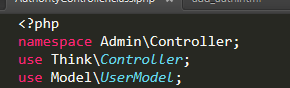 <?php
namespace Admin\Controller;
use Think\Controller;
use Model\UserModel;